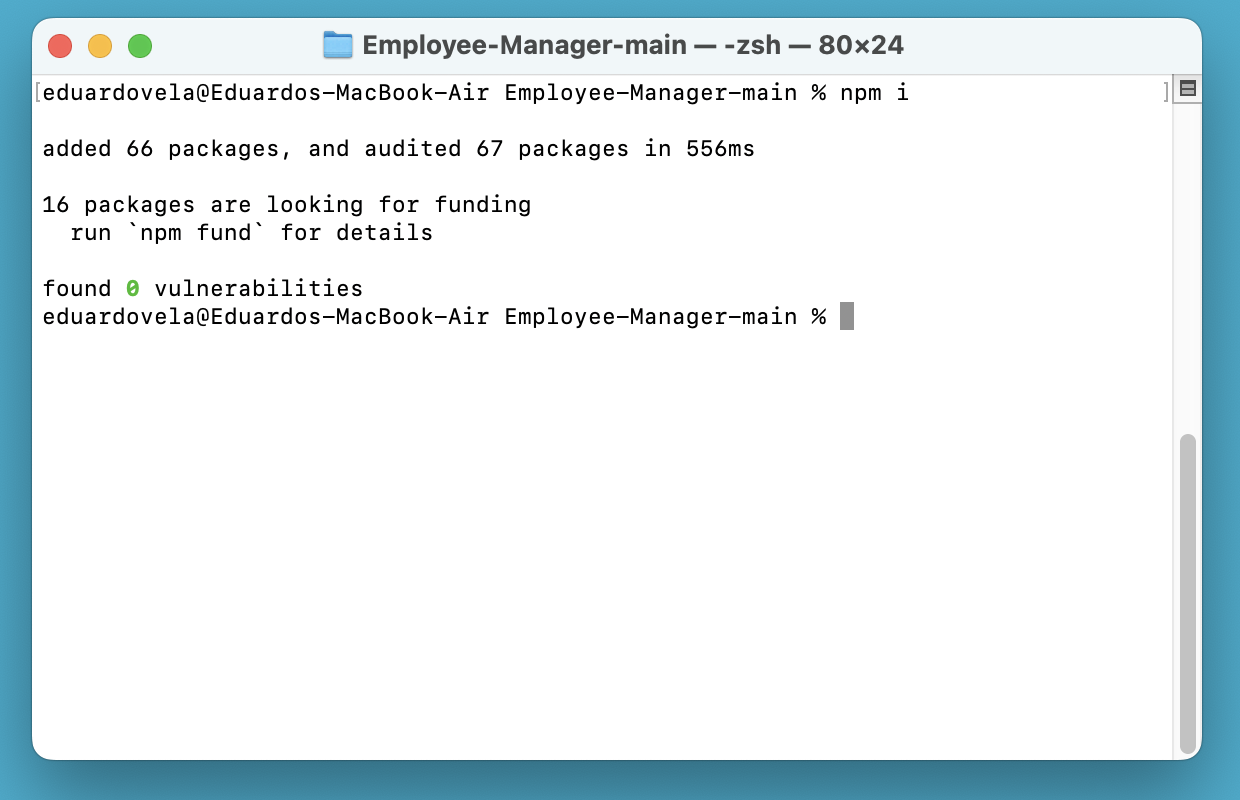 Employee-Manager-main — -zsh — 80×24
[eduardovela@Eduardos-MacBook-Air Employee-Manager-main % npm i ]
added 66 packages, and audited 67 packages in 556ms
16 packages are looking for funding
  run `npm fund` for details
found 0 vulnerabilities
eduardovela@Eduardos-MacBook-Air Employee-Manager-main %